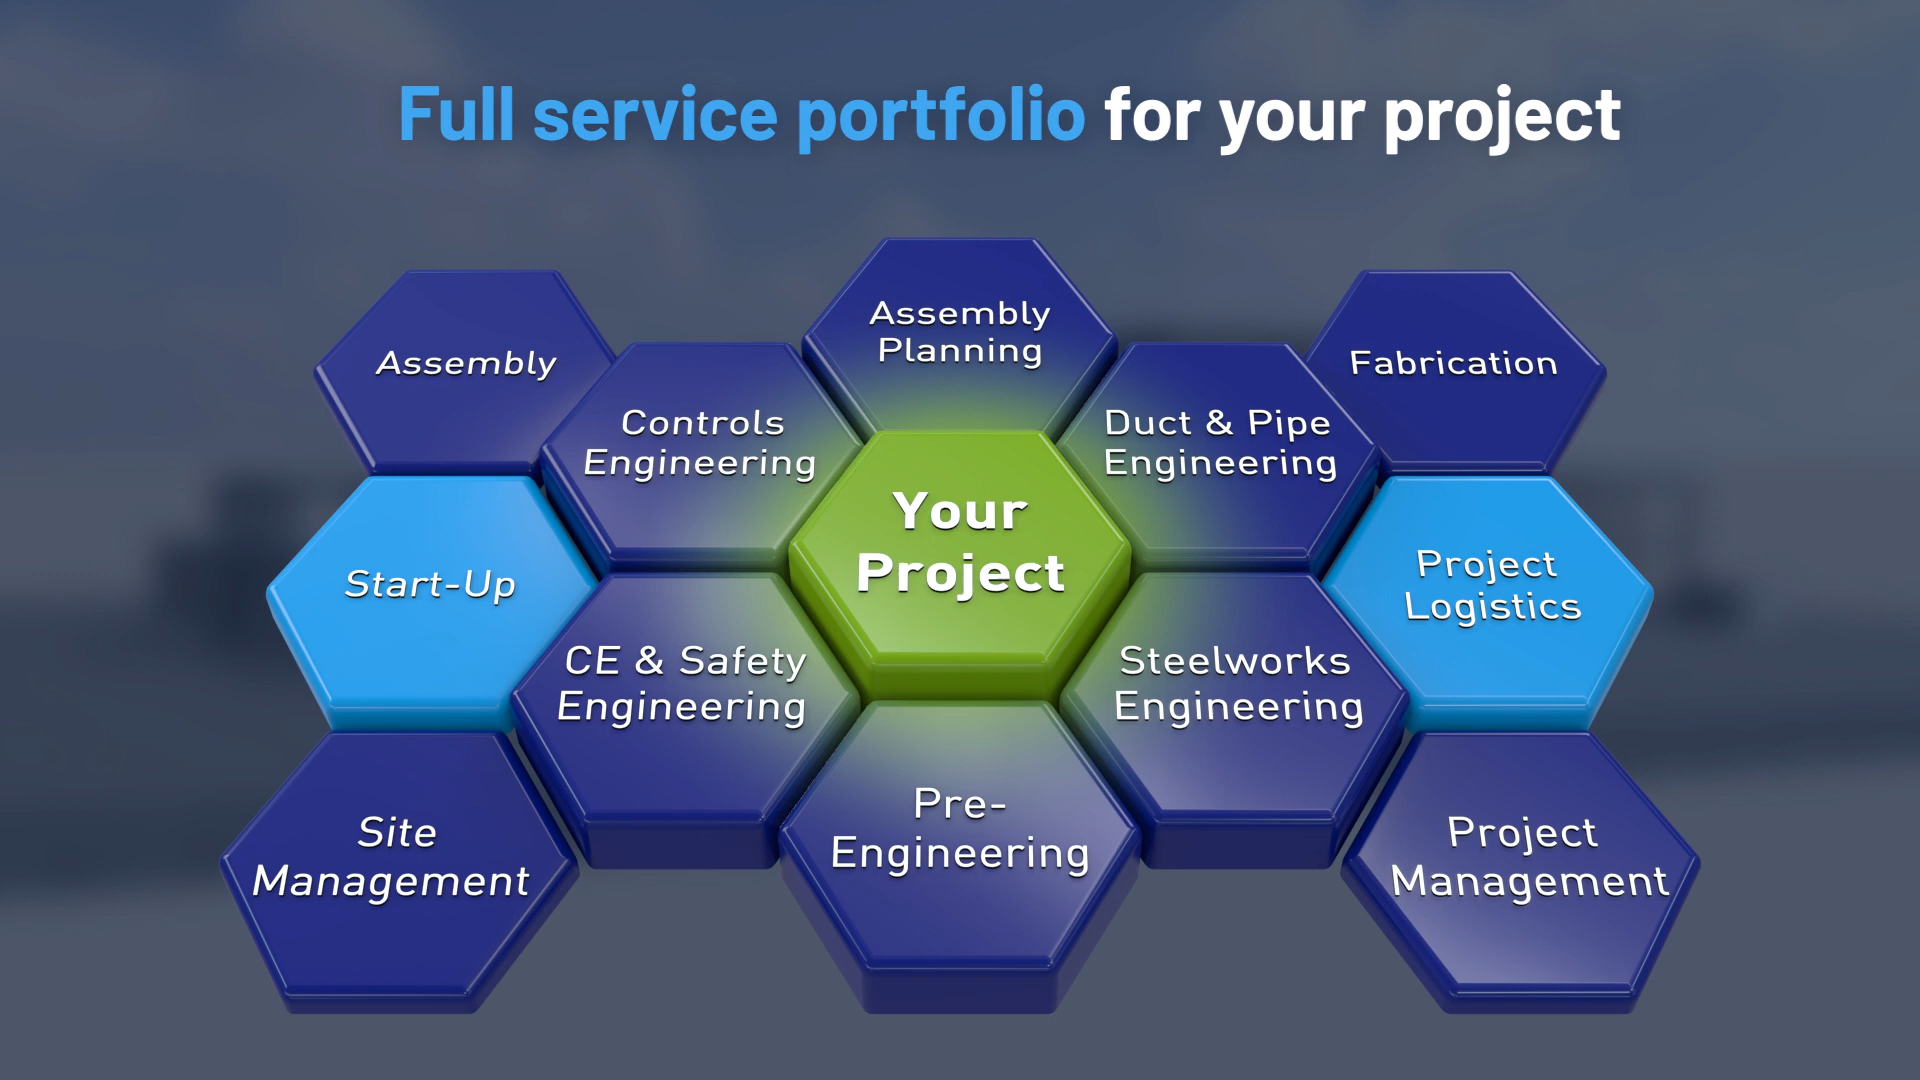 Full service portfolio for your project
Assembly
Planning
Assembly
Fabrication
Controls
Engineering
Duct & Pipe
Engineering
Your
Project
Start-Up
Project
Logistics
CE & Safety
Engineering
Steelworks
Engineering
Pre-
Engineering
Site
Management
Project
Management